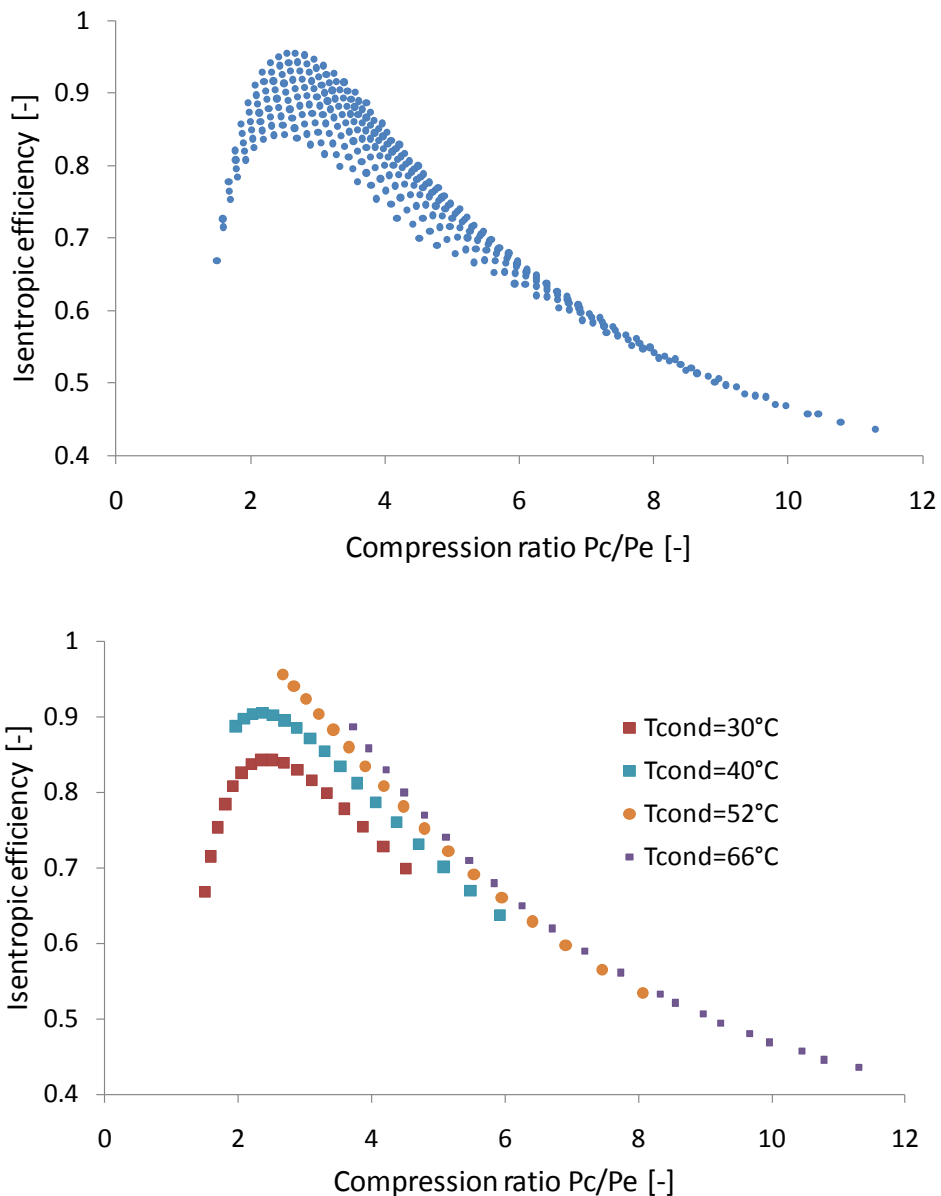 1
0.9
0.8
0.7
0.6
0.5
0.4
Isentropic efficiency [-]
0 2 4 6 8 10 12
Compression ratio Pc/Pe [-]
1
0.9
0.8
0.7
0.6
0.5
0.4
Isentropic efficiency [-]
Tcond=30°C
Tcond=40°C
Tcond=52°C
Tcond=66°C
0 2 4 6 8 10 12
Compression ratio Pc/Pe [-]